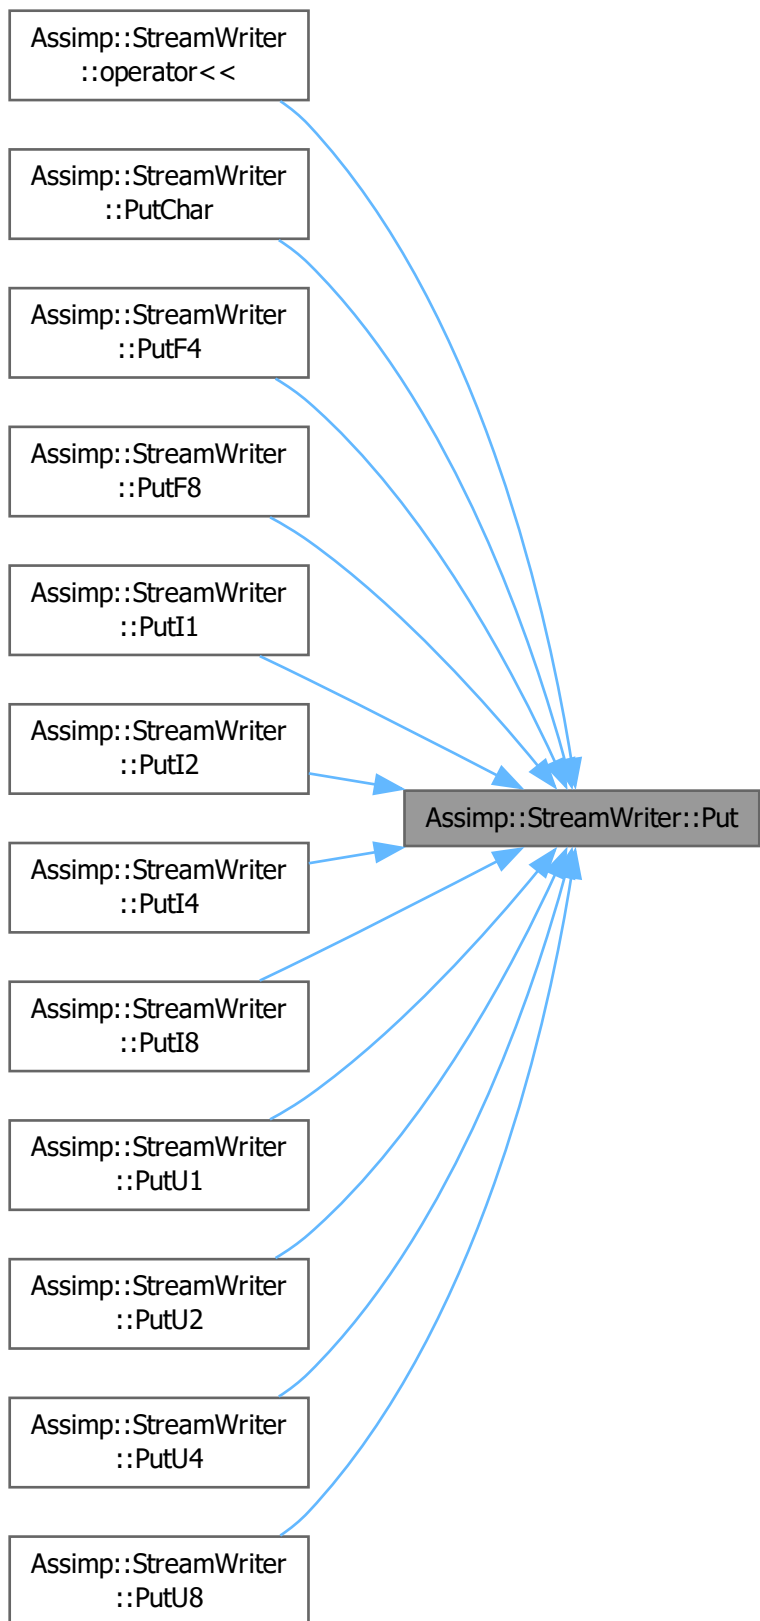 Assimp::StreamWriter
::operator<<
Assimp::StreamWriter
::PutChar
Assimp::StreamWriter
::PutF4
Assimp::StreamWriter
::PutF8
Assimp::StreamWriter
::PutI1
Assimp::StreamWriter
::PutI2
Assimp::StreamWriter::Put
Assimp::StreamWriter
::PutI4
Assimp::StreamWriter
::PutI8
Assimp::StreamWriter
::PutU1
Assimp::StreamWriter
::PutU2
Assimp::StreamWriter
::PutU4
Assimp::StreamWriter
::PutU8